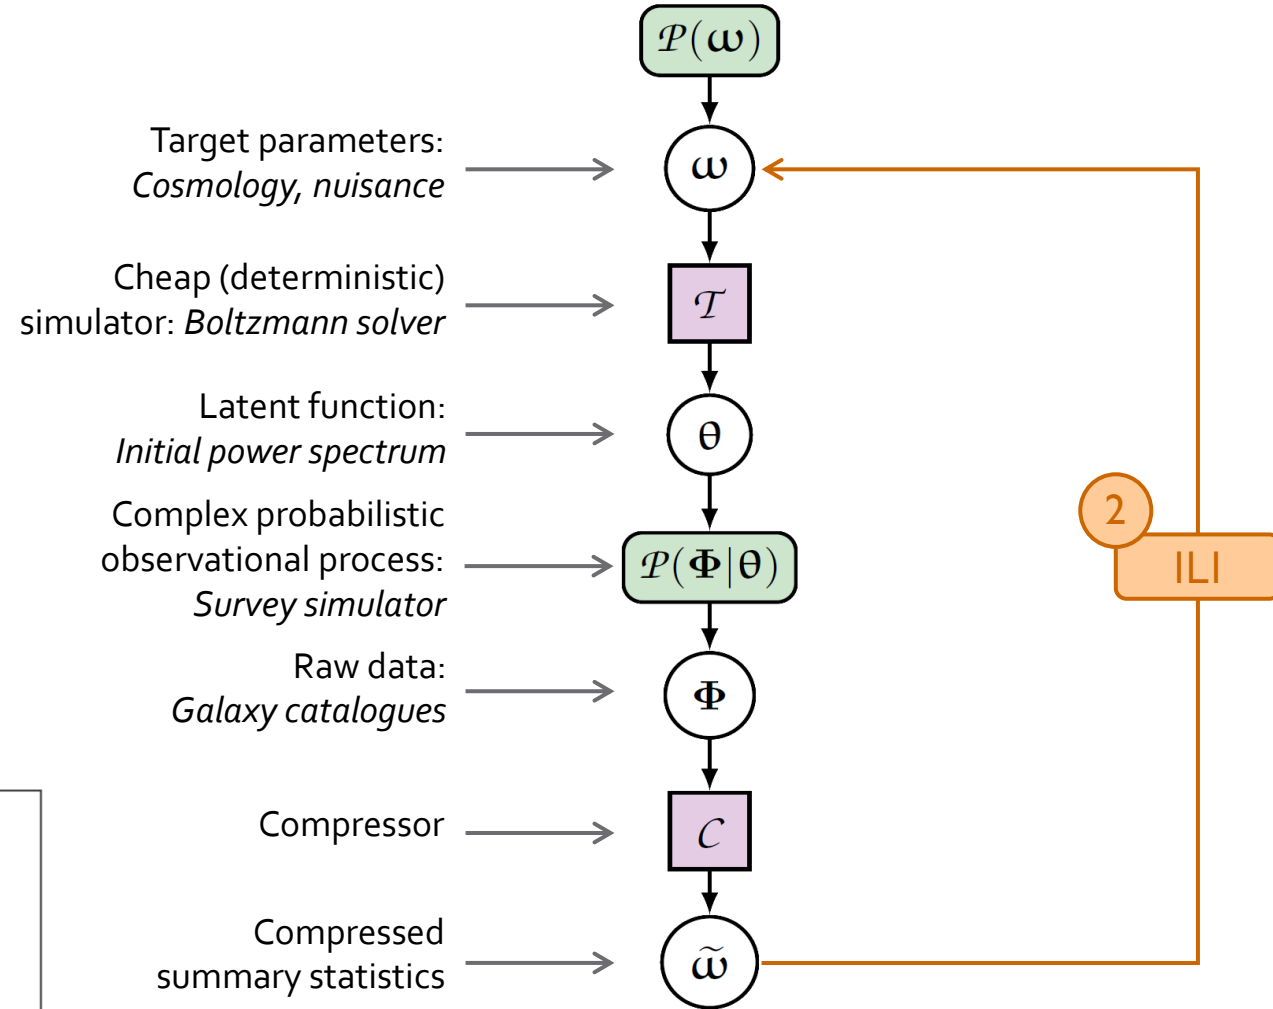 𝒫(ω)
Target parameters:
Cosmology, nuisance
ω
Cheap (deterministic)
simulator: Boltzmann solver
𝒯
Latent function:
Initial power spectrum
θ
Complex probabilistic
observational process:
Survey simulator
𝒫(Φ|θ)
2
ILI
Raw data:
Galaxy catalogues
Φ
Compressor
𝒞
Compressed
summary statistics
ω̃